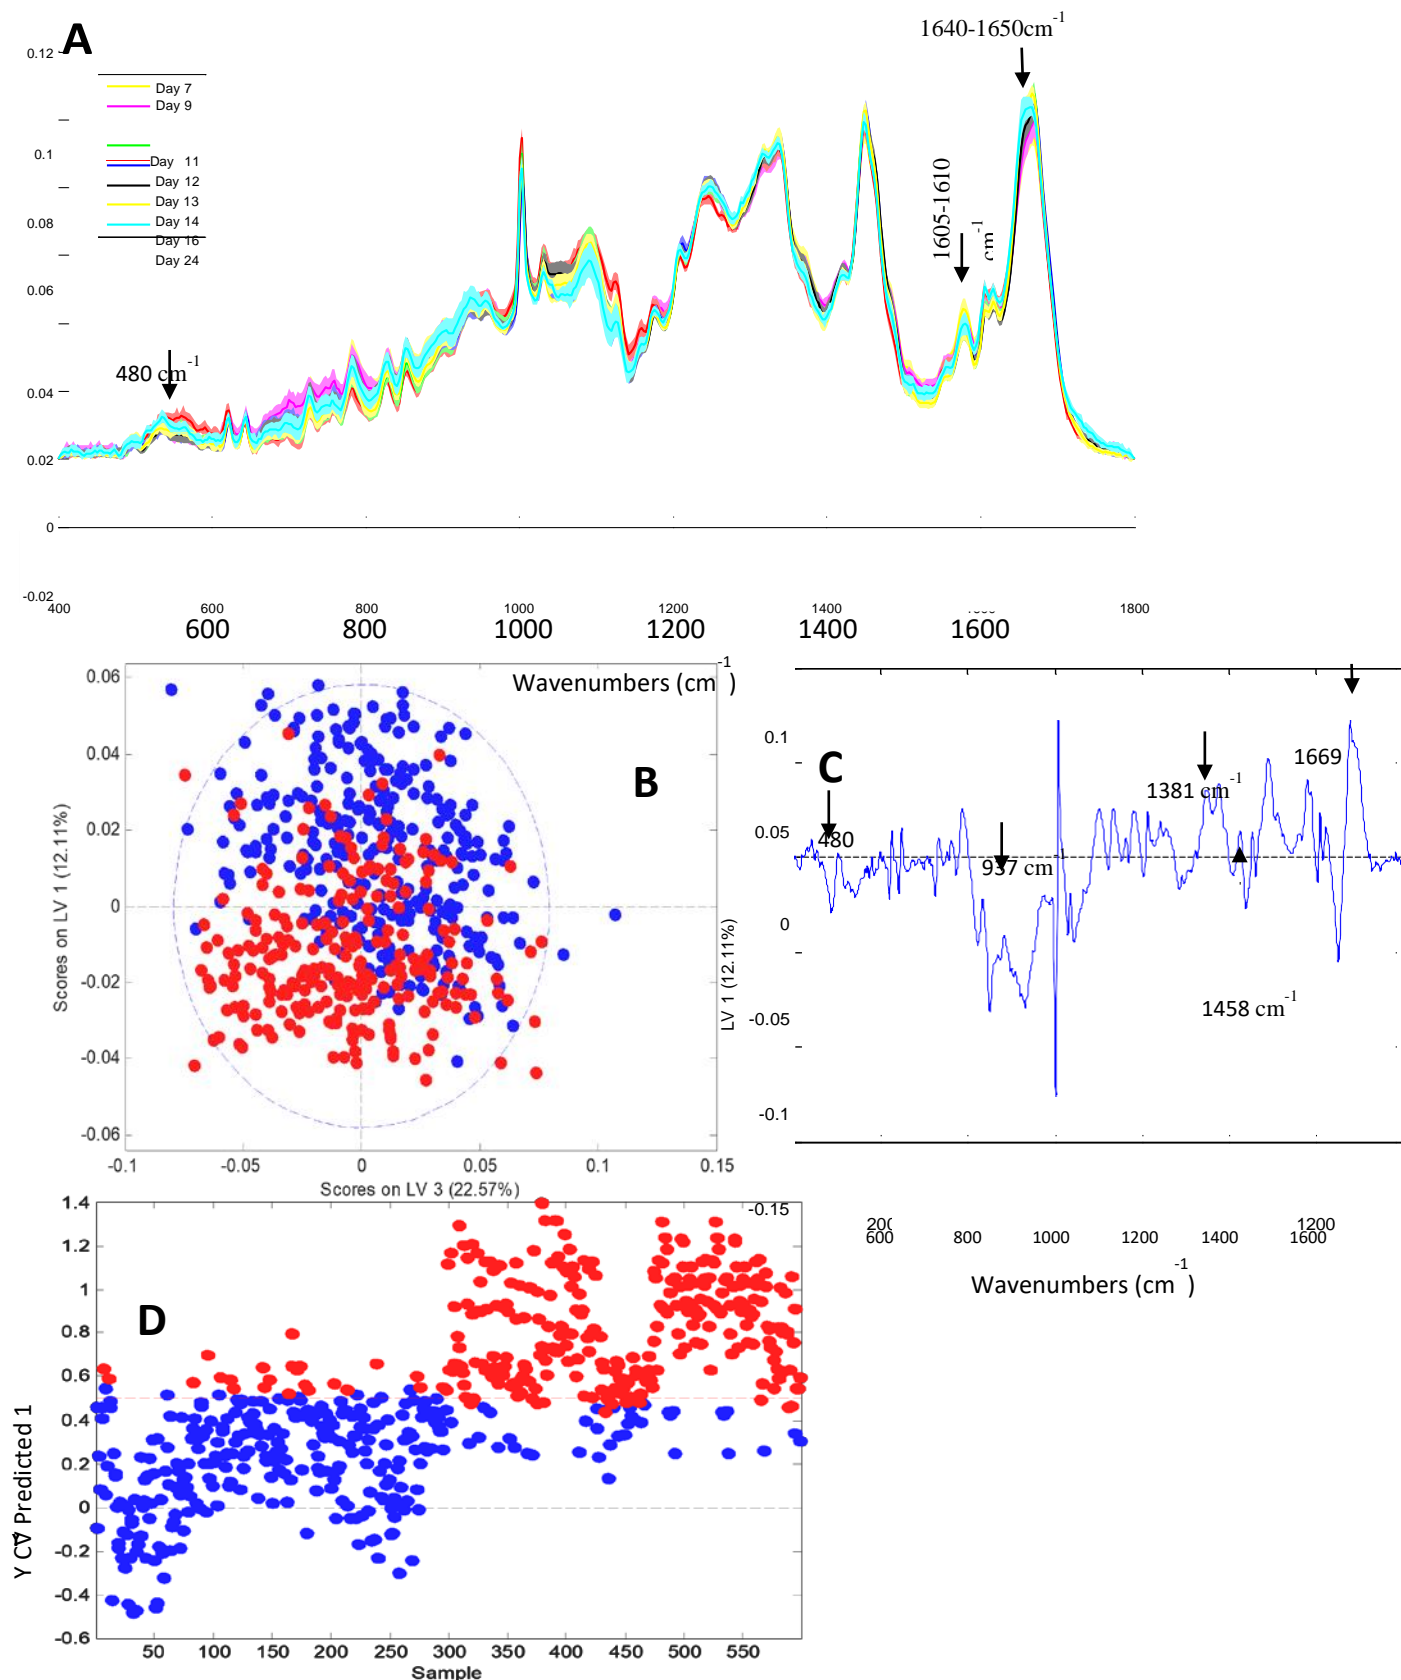 A
1640-1650cm-1
0.12
Day 7
Day 9
Day 11
Day 12
Day 13
Day 14
Day 16
Day 24
0.1
0.08
0.06
0.04
0.02
0
-0.02
1605-1610
cm-1
480 cm-1
400 600 800 1000 1200 1400 1800
600 800 1000 1200 1400 1600
Wavenumbers (cm-1)
B
0.06
0.04
0.02
0
-0.02
-0.04
-0.06
Scores on LV 1 (12.11%)
-0.1 -0.05 0 0.05 0.1 0.15
Scores on LV 3 (22.57%)
C
0.1
0.05
0
-0.05
-0.1
-0.15
LV 1 (12.11%)
480
937 cm-1
1381 cm-1
1669
1458 cm-1
200 1200
600 800 1000 1200 1400 1600
Wavenumbers (cm-1)
D
1.4
1.2
1
0.8
0.6
0.4
0.2
0
-0.2
-0.4
-0.6
Y CV Predicted 1
50 100 150 200 250 300 350 400 450 500 550
Sample